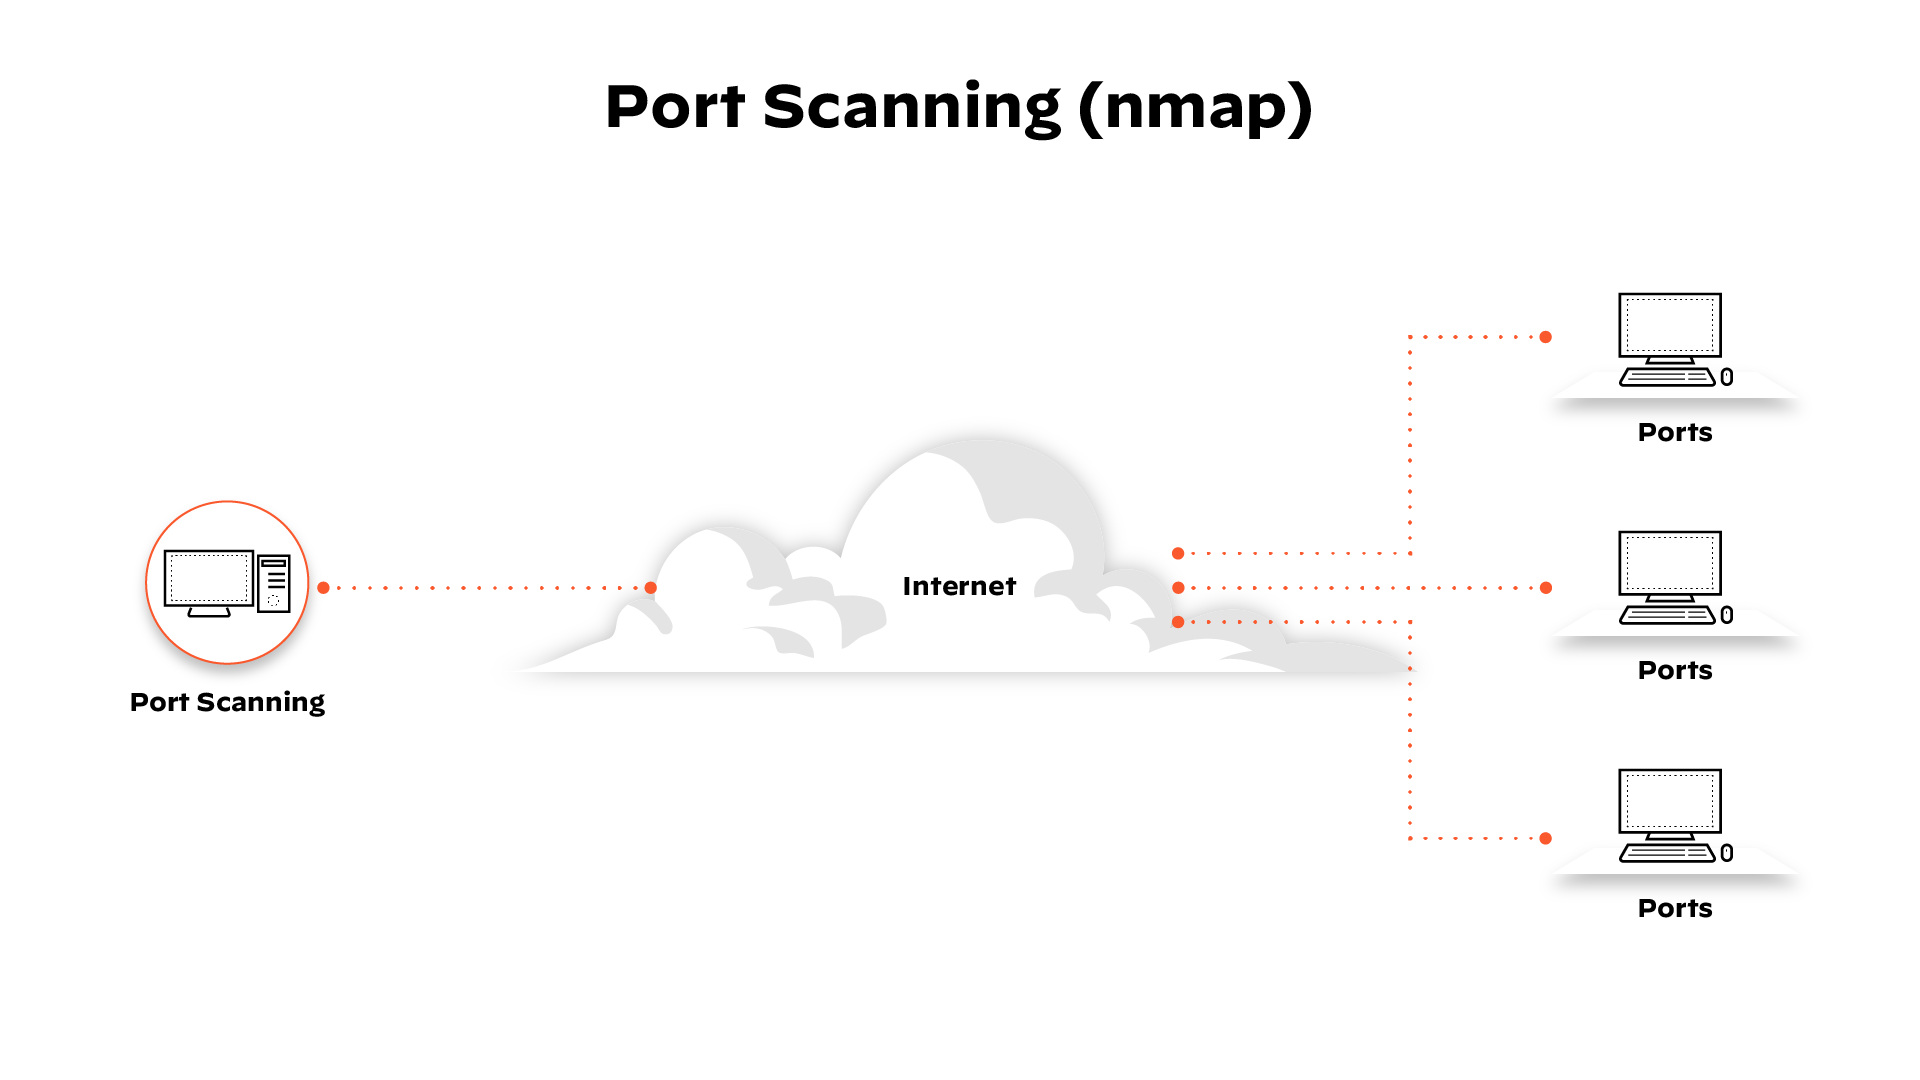 Port Scanning (nmap)
Port Scanning
Internet
Ports
Ports
Ports